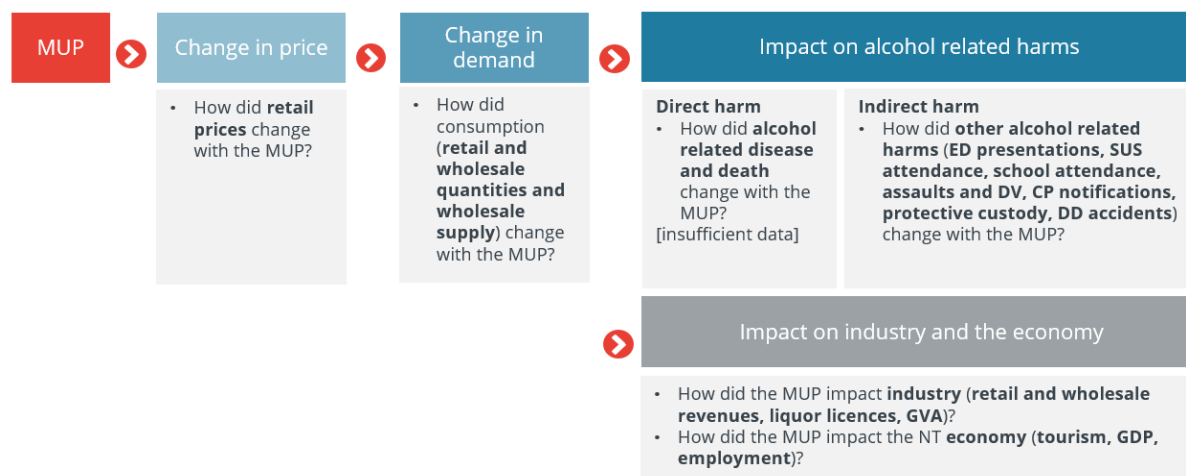 MUP
Change in price
Change in
demand
Impact on alcohol related harms
• How did retail
prices change
with the MUP?
• How did
consumption
(retail and
wholesale
quantities and
wholesale
supply) change
with the MUP?
Direct harm
• How did alcohol
related disease
and death
change with the
MUP?
[insufficient data]
Indirect harm
• How did other alcohol related
harms (ED presentations, SUS
attendance, school attendance,
assaults and DV, CP notifications,
protective custody, DD accidents)
change with the MUP?
Impact on industry and the economy
• How did the MUP impact industry (retail and wholesale
revenues, liquor licences, GVA)?
• How did the MUP impact the NT economy (tourism, GDP,
employment)?